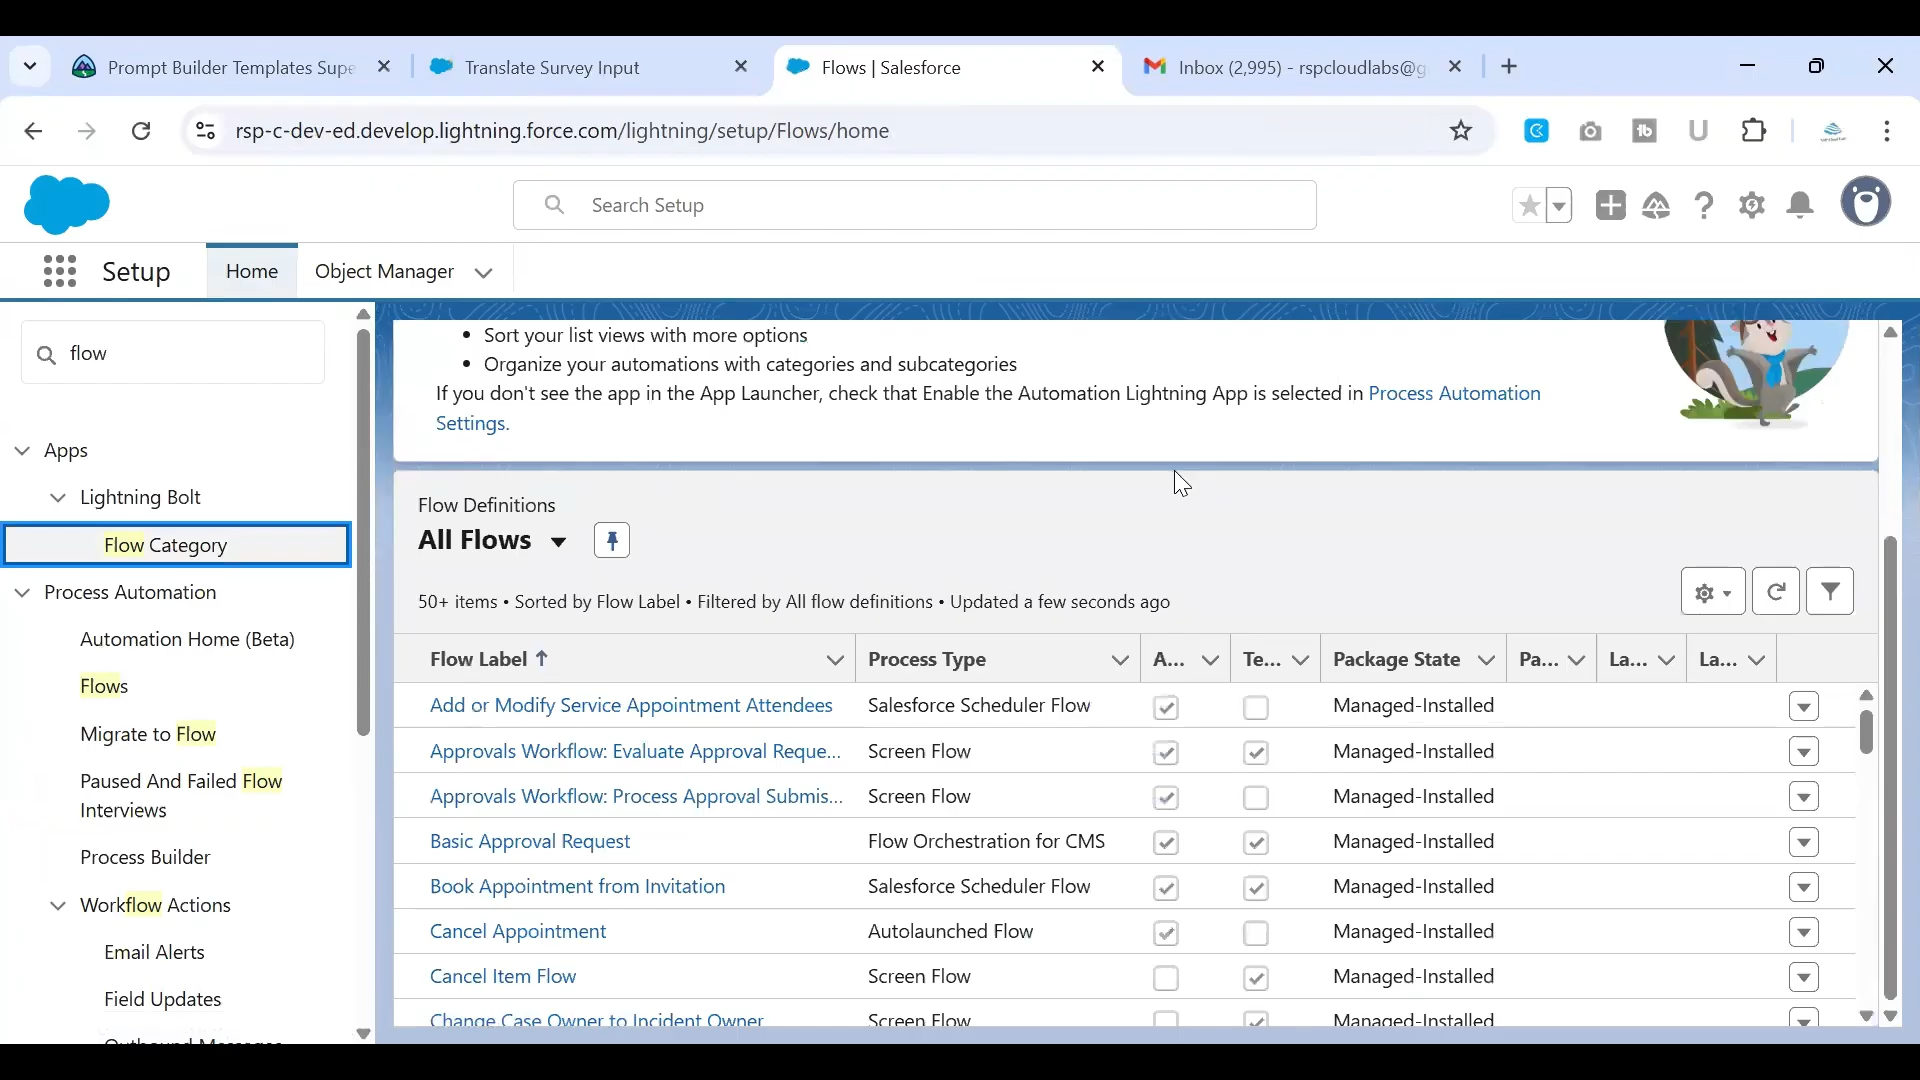 Prompt Builder Templates Supe
Translate Survey Input
Flows | Salesforce
Inbox (2,995) - rspcloudlabs@g
rsp-c-dev-ed.develop.lightning.force.com/lightning/setup/Flows/home
Search Setup
Setup
Home
Object Manager
flow
Apps
Lightning Bolt
Flow Category
Process Automation
Automation Home (Beta)
Flows
Migrate to Flow
Paused And Failed Flow
Interviews
Process Builder
Workflow Actions
Email Alerts
Field Updates
Outbound Messages
• Sort your list views with more options
• Organize your automations with categories and subcategories
If you don't see the app in the App Launcher, check that Enable the Automation Lightning App is selected in Process Automation
Settings.
Flow Definitions
All Flows
50+ items • Sorted by Flow Label • Filtered by All flow definitions • Updated a few seconds ago
Flow Label ↑ Process Type A... Te... Package State Pa... La... La...
Add or Modify Service Appointment Attendees Salesforce Scheduler Flow Managed-Installed
Approvals Workflow: Evaluate Approval Reque... Screen Flow Managed-Installed
Approvals Workflow: Process Approval Submis... Screen Flow Managed-Installed
Basic Approval Request Flow Orchestration for CMS Managed-Installed
Book Appointment from Invitation Salesforce Scheduler Flow Managed-Installed
Cancel Appointment Autolaunched Flow Managed-Installed
Cancel Item Flow Screen Flow Managed-Installed
Change Case Owner to Incident Owner Screen Flow Managed-Installed